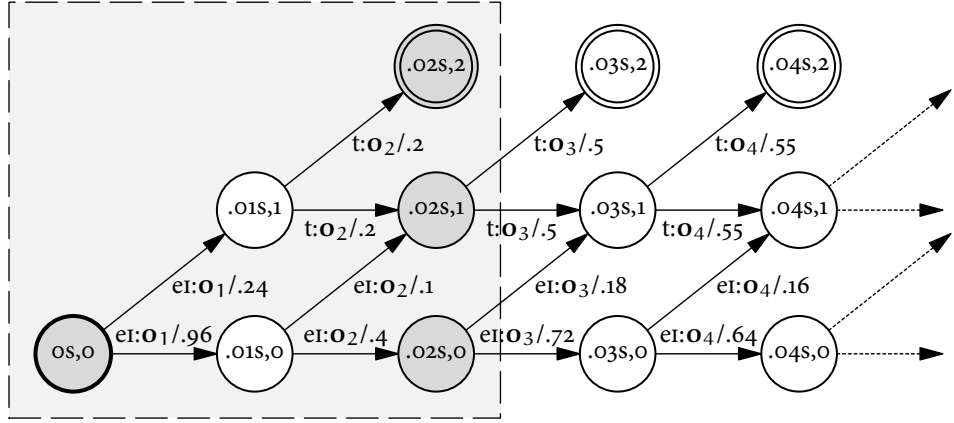 .02s,2 .03s,2 .04s,2
t:o₂/.2 t:o₃/.5 t:o₄/.55
.01s,1 .02s,1 .03s,1 .04s,1
t:o₂/.2 t:o₃/.5 t:o₄/.55
eɪ:o₁/.24 eɪ:o₂/.1 eɪ:o₃/.18 eɪ:o₄/.16
eɪ:o₁/.96 eɪ:o₂/.4 eɪ:o₃/.72 eɪ:o₄/.64
0s,0 .01s,0 .02s,0 .03s,0 .04s,0